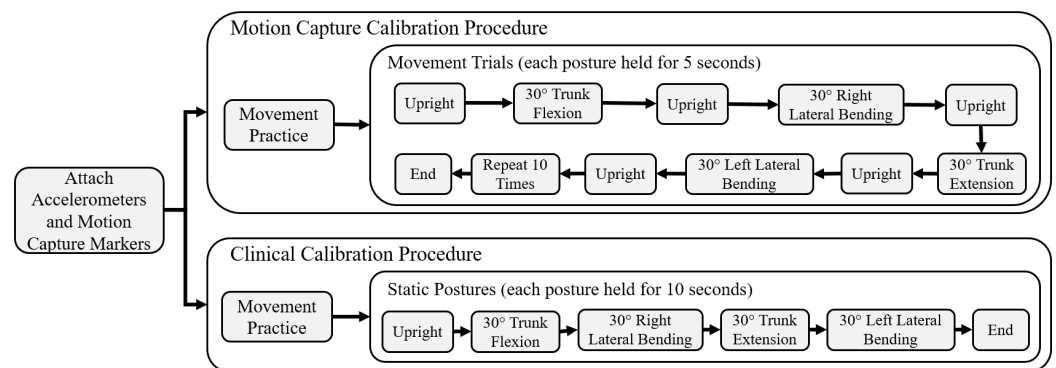 Attach
Accelerometers
and Motion
Capture Markers
Motion Capture Calibration Procedure
Movement
Practice
Movement Trials (each posture held for 5 seconds)
Upright
30° Trunk
Flexion
Upright
30° Right
Lateral Bending
Upright
30° Trunk
Extension
Upright
30° Left Lateral
Bending
Upright
Repeat 10
Times
End
Clinical Calibration Procedure
Movement
Practice
Static Postures (each posture held for 10 seconds)
Upright
30° Trunk
Flexion
30° Right
Lateral Bending
30° Trunk
Extension
30° Left Lateral
Bending
End